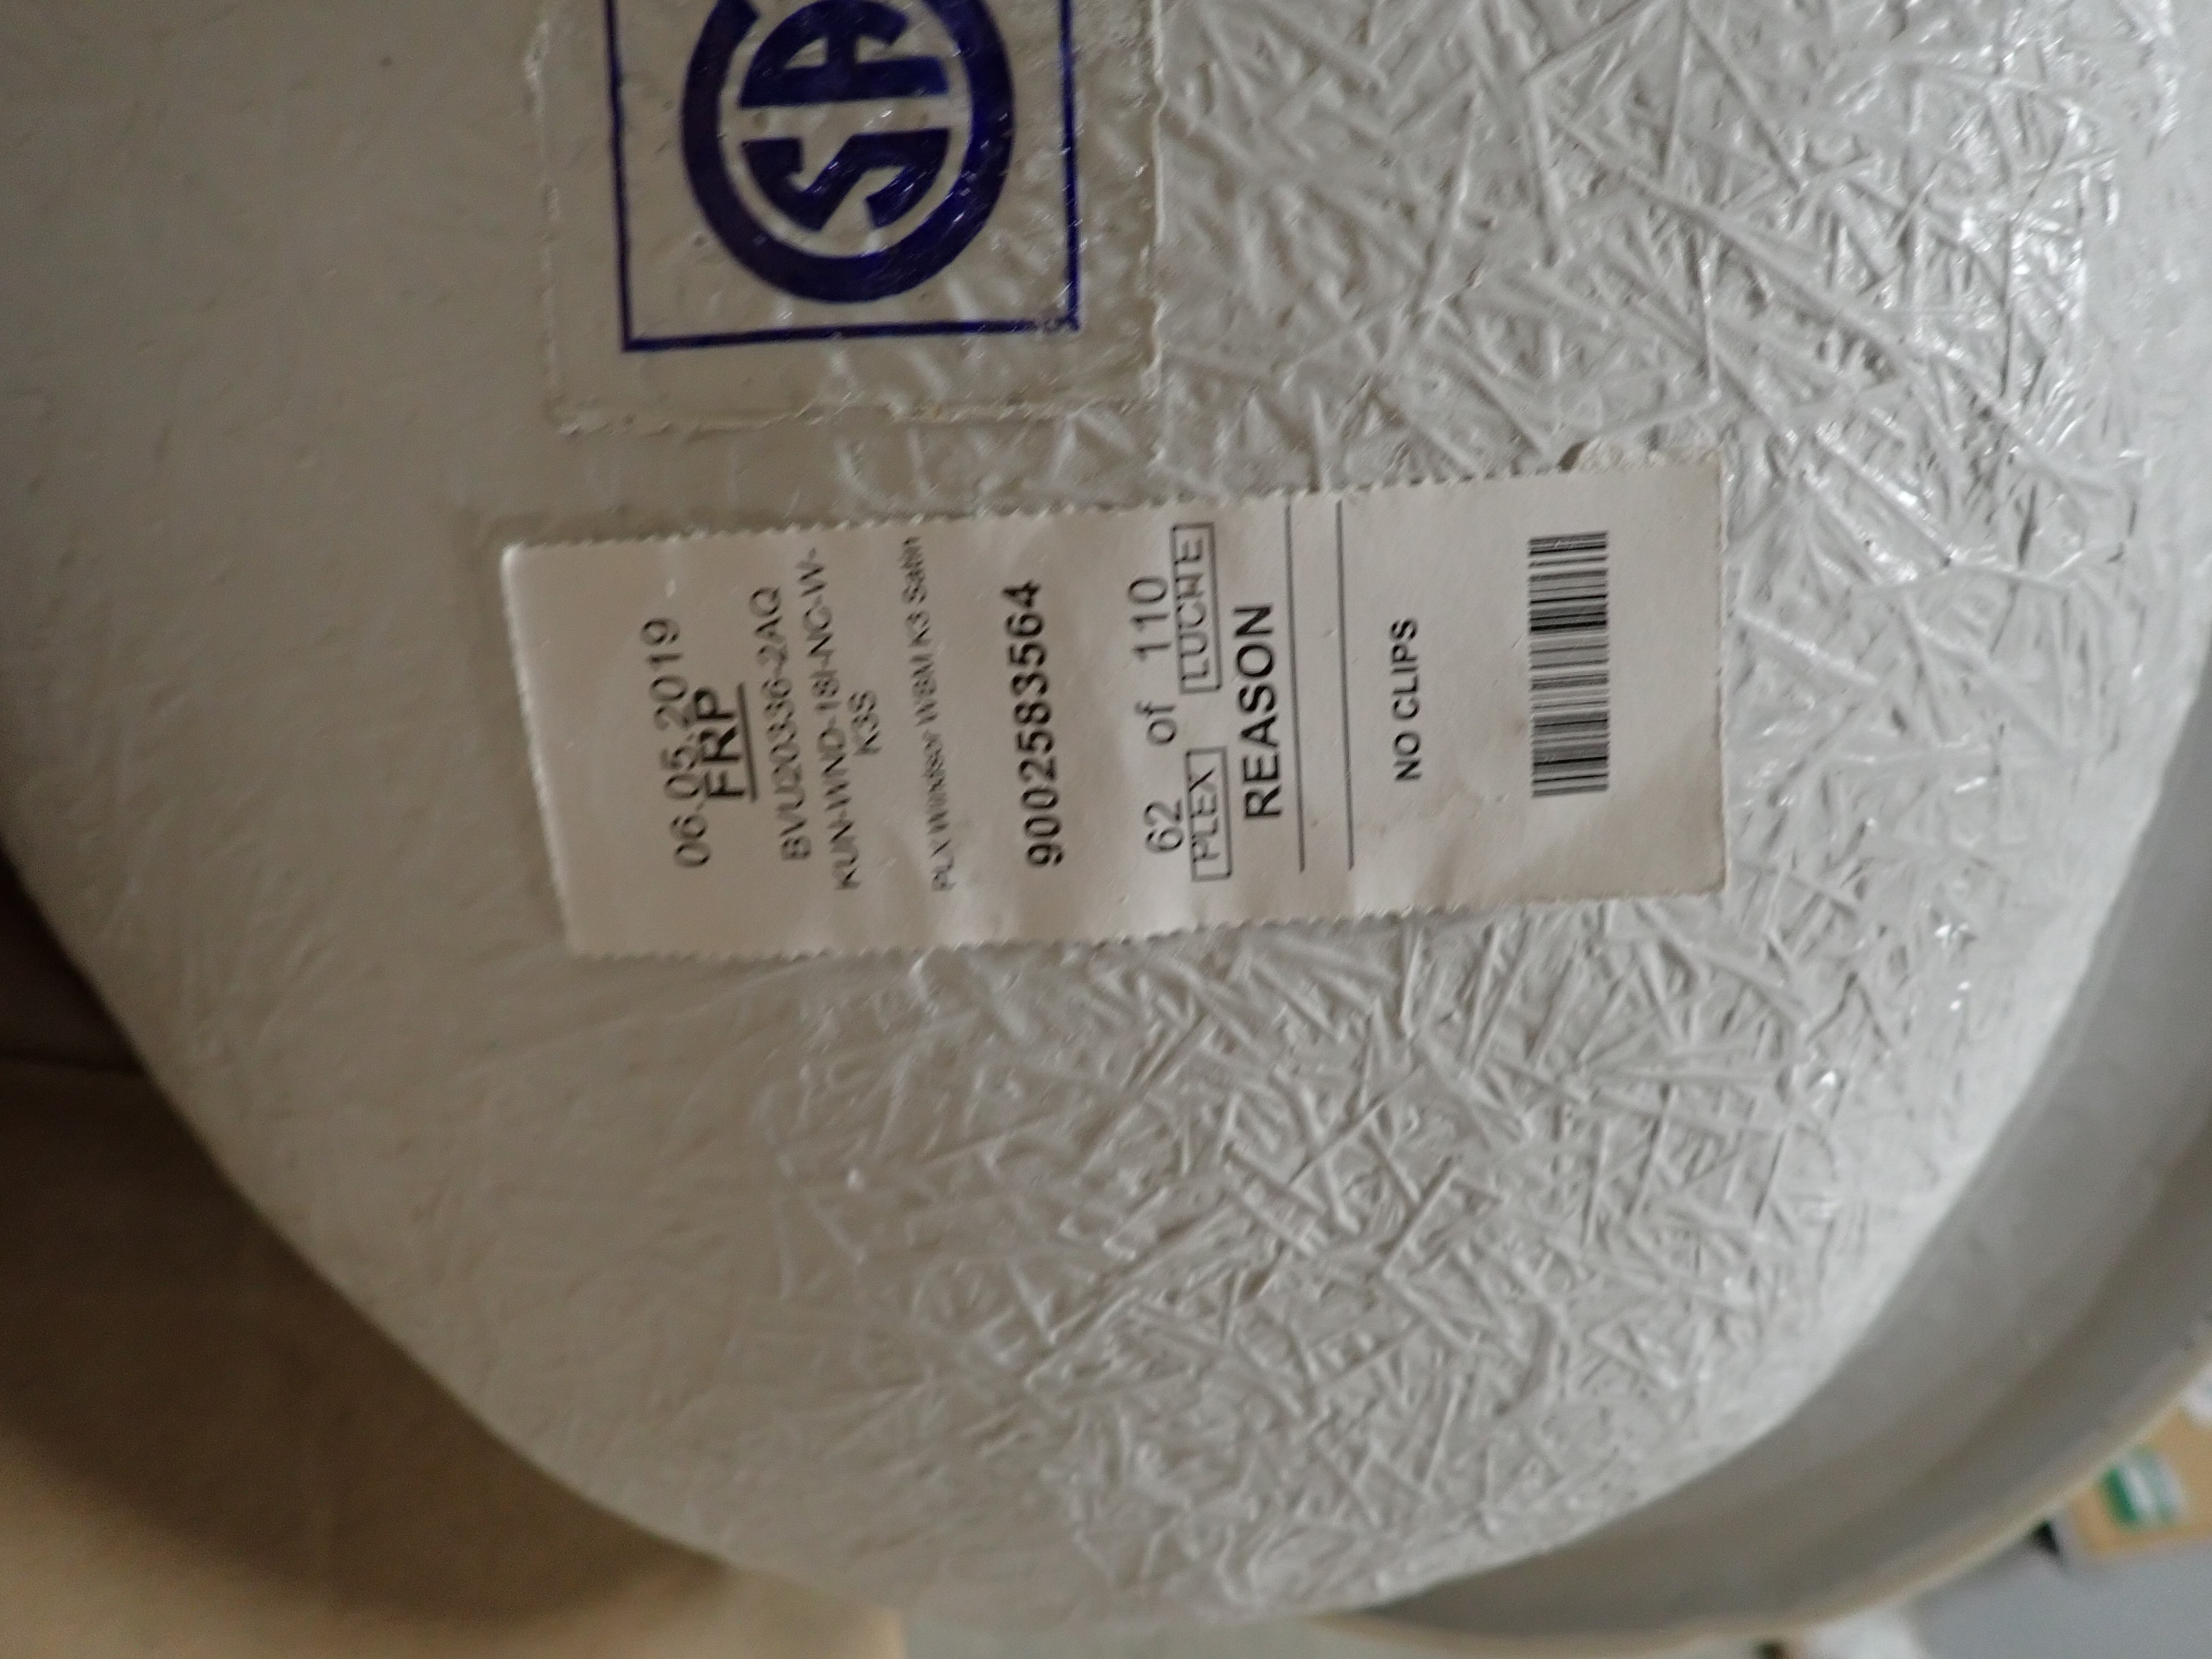 06.05.2019
FRP
BVU20336-2AQ
KUN-WND-18I-NC-W-
K3S
PLX Windsor WBM K3 Satin
9002583564
62 of 110
PLEX LUCHE
REASON
NO CLIPS